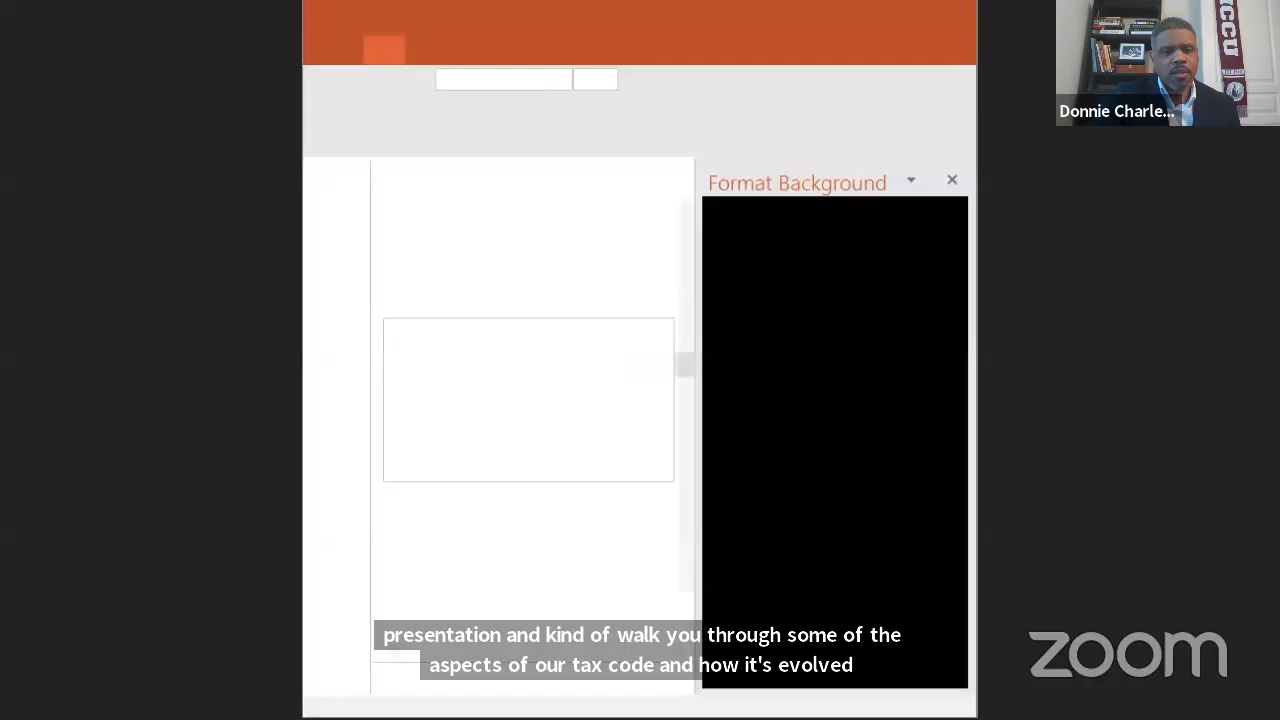 Format Background
Donnie Charle...
presentation and kind of walk you through some of the
aspects of our tax code and how it's evolved
zoom